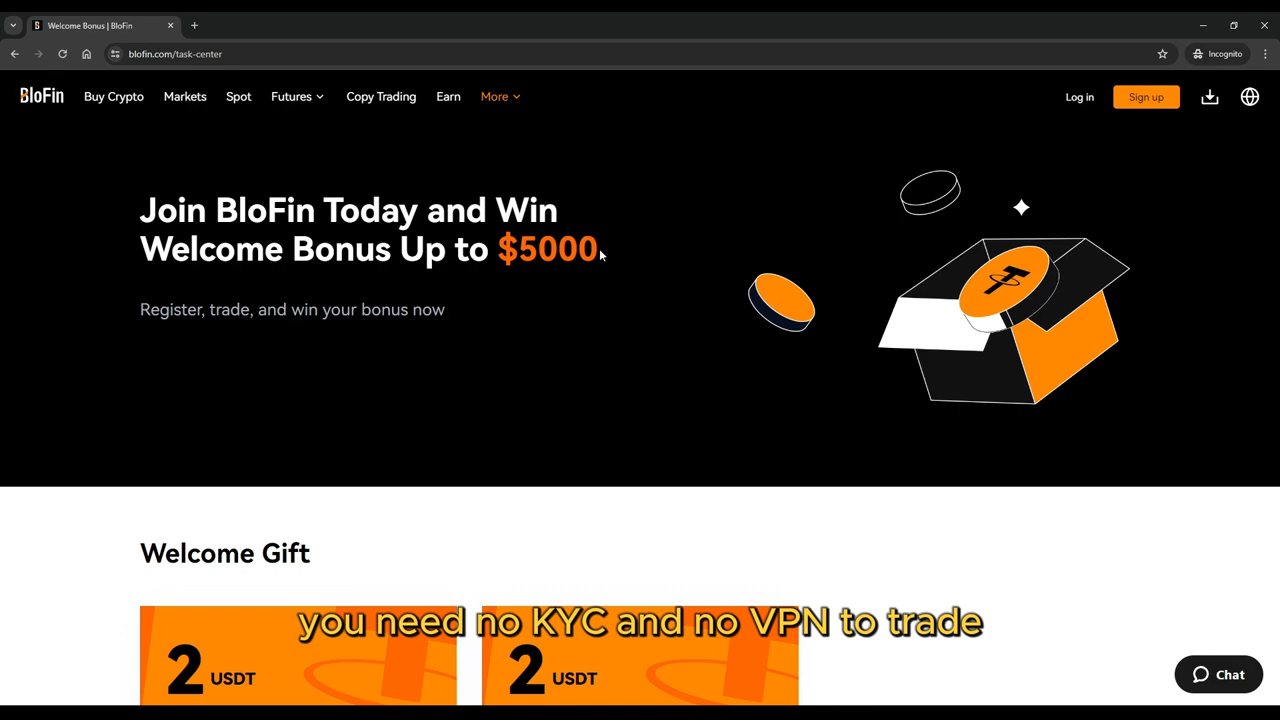 Welcome Bonus | BloFin
blofin.com/task-center
Incognito
BloFin
Buy Crypto
Markets
Spot
Futures
Copy Trading
Earn
More
Log in
Sign up
Join BloFin Today and Win
Welcome Bonus Up to $5000
Register, trade, and win your bonus now
Welcome Gift
you need no KYC and no VPN to trade
2 USDT
2 USDT
Chat